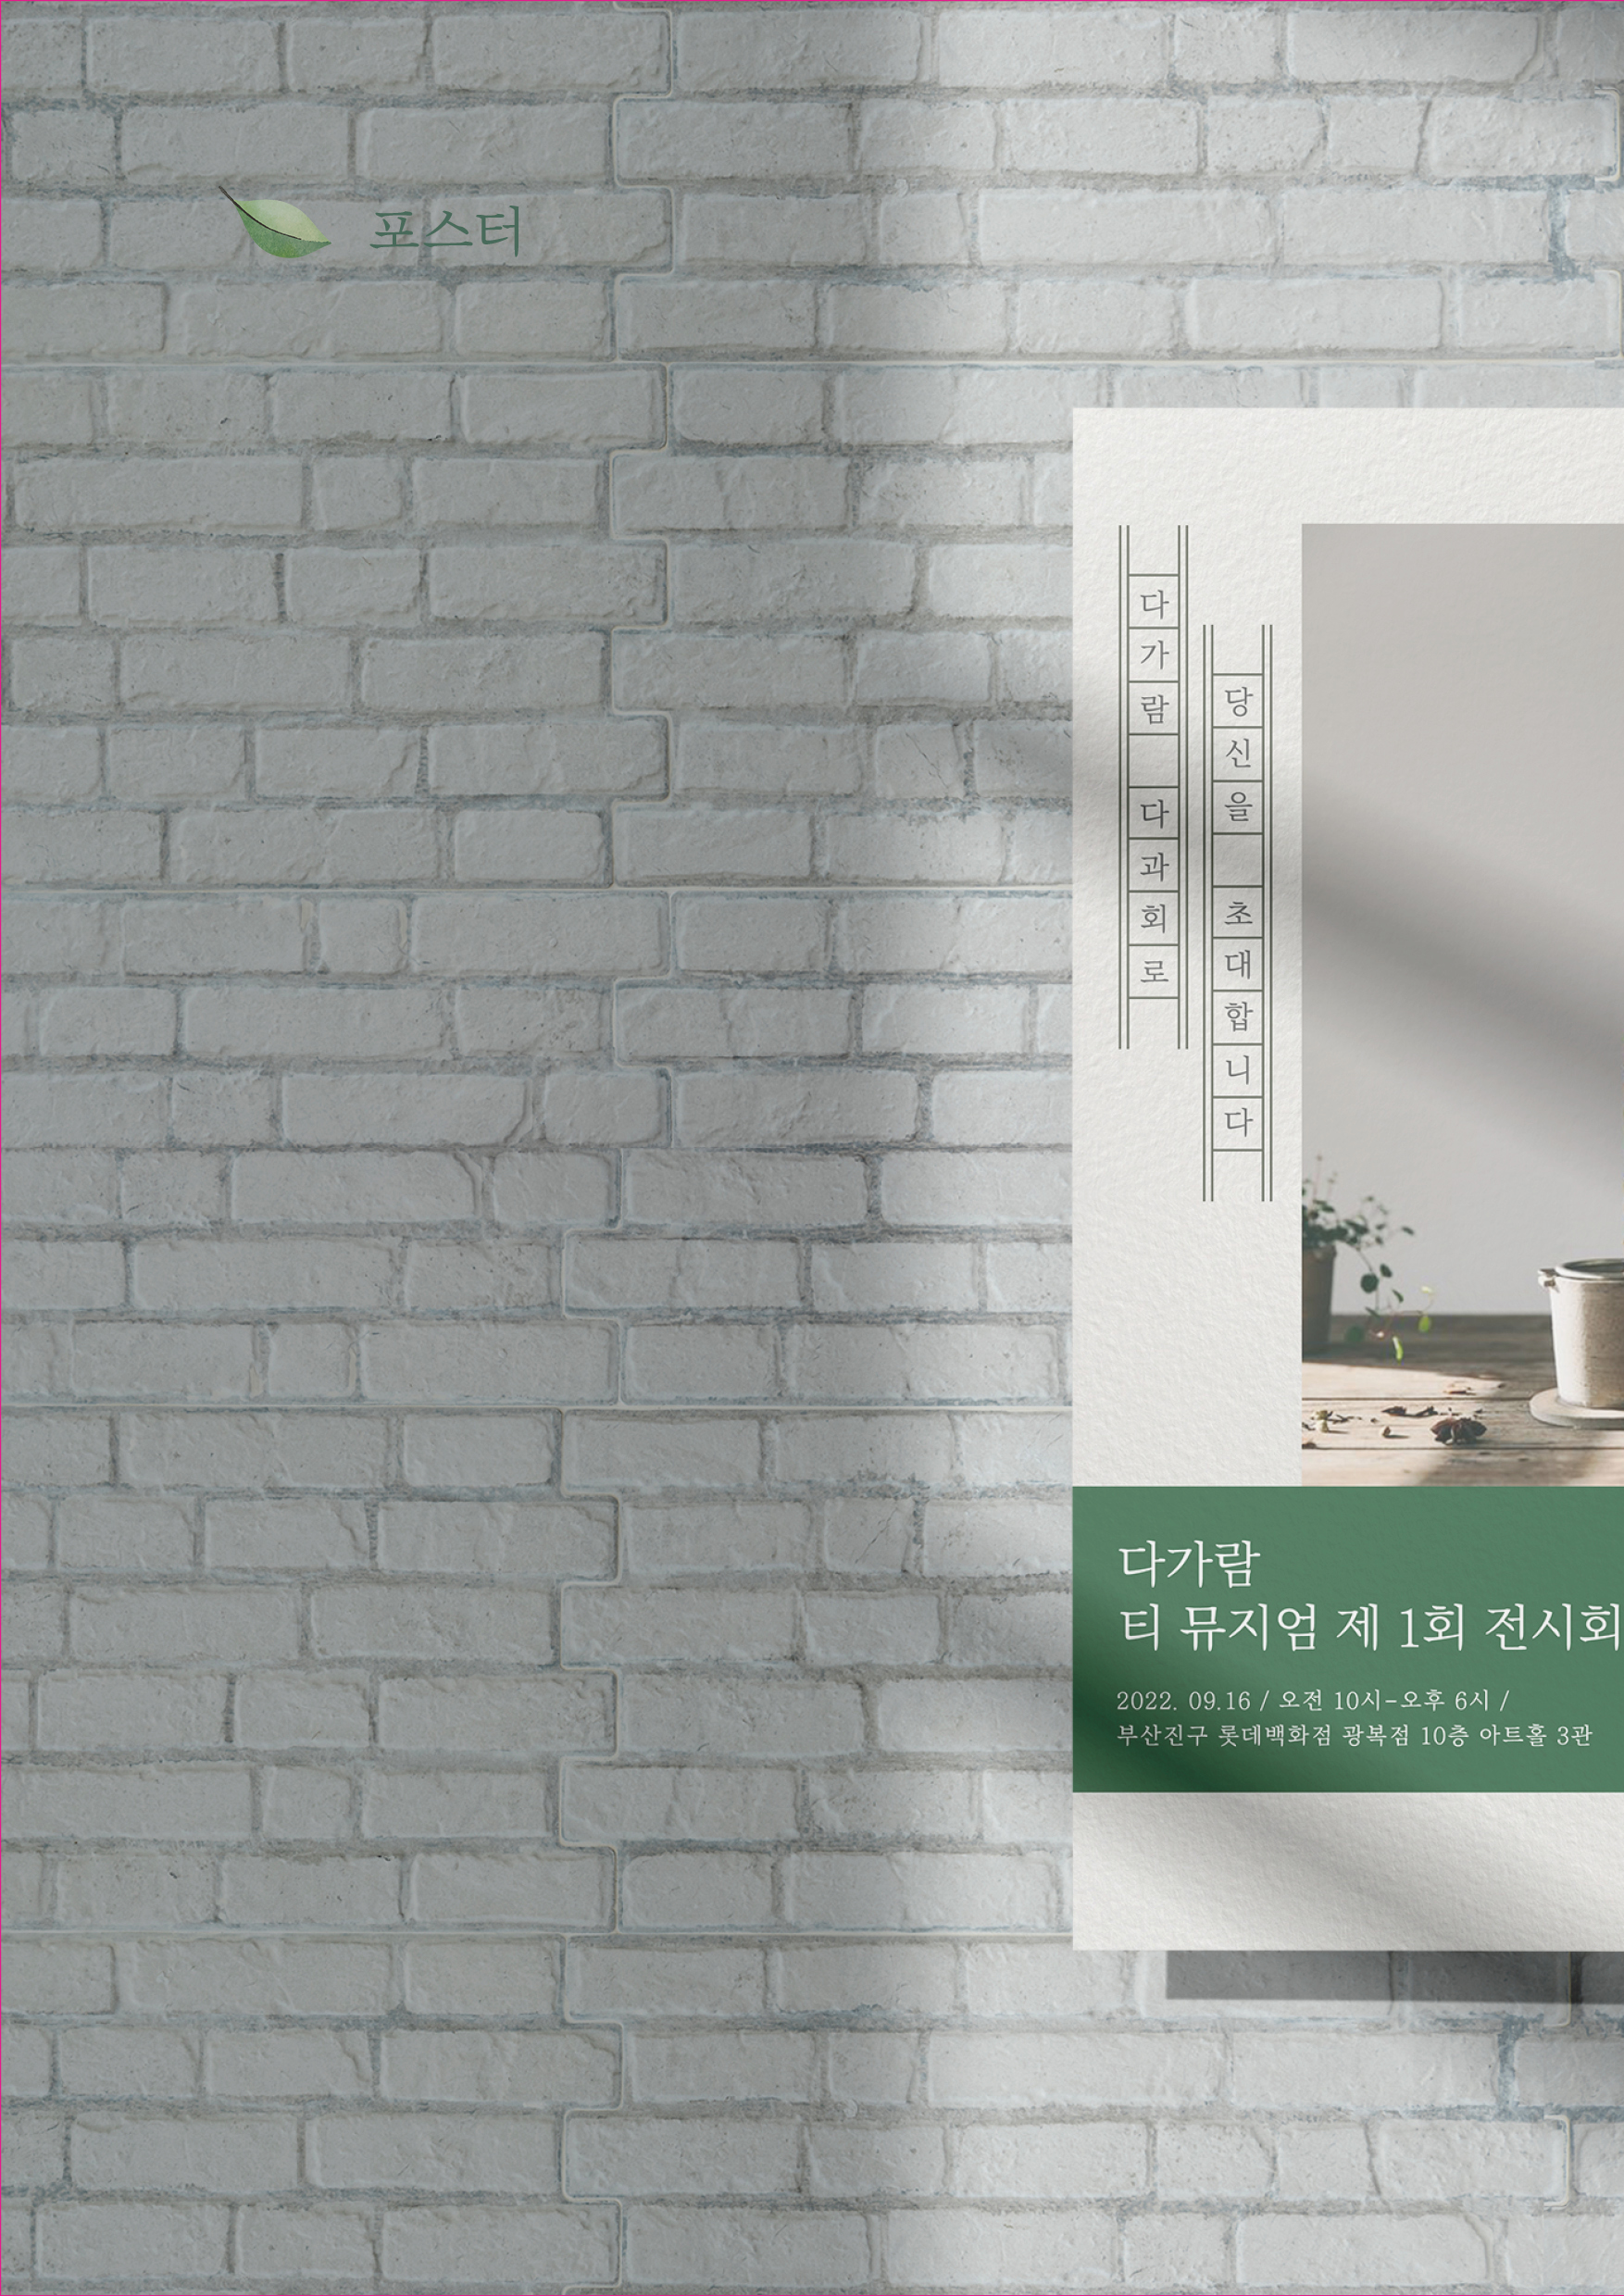 포스터
다가람 다과회로
당신을 초대합니다
다가람
티 뮤지엄 제 1회 전시회
2022. 09.16 / 오전 10시-오후 6시 /
부산진구 롯데백화점 광복점 10층 아트홀 3관